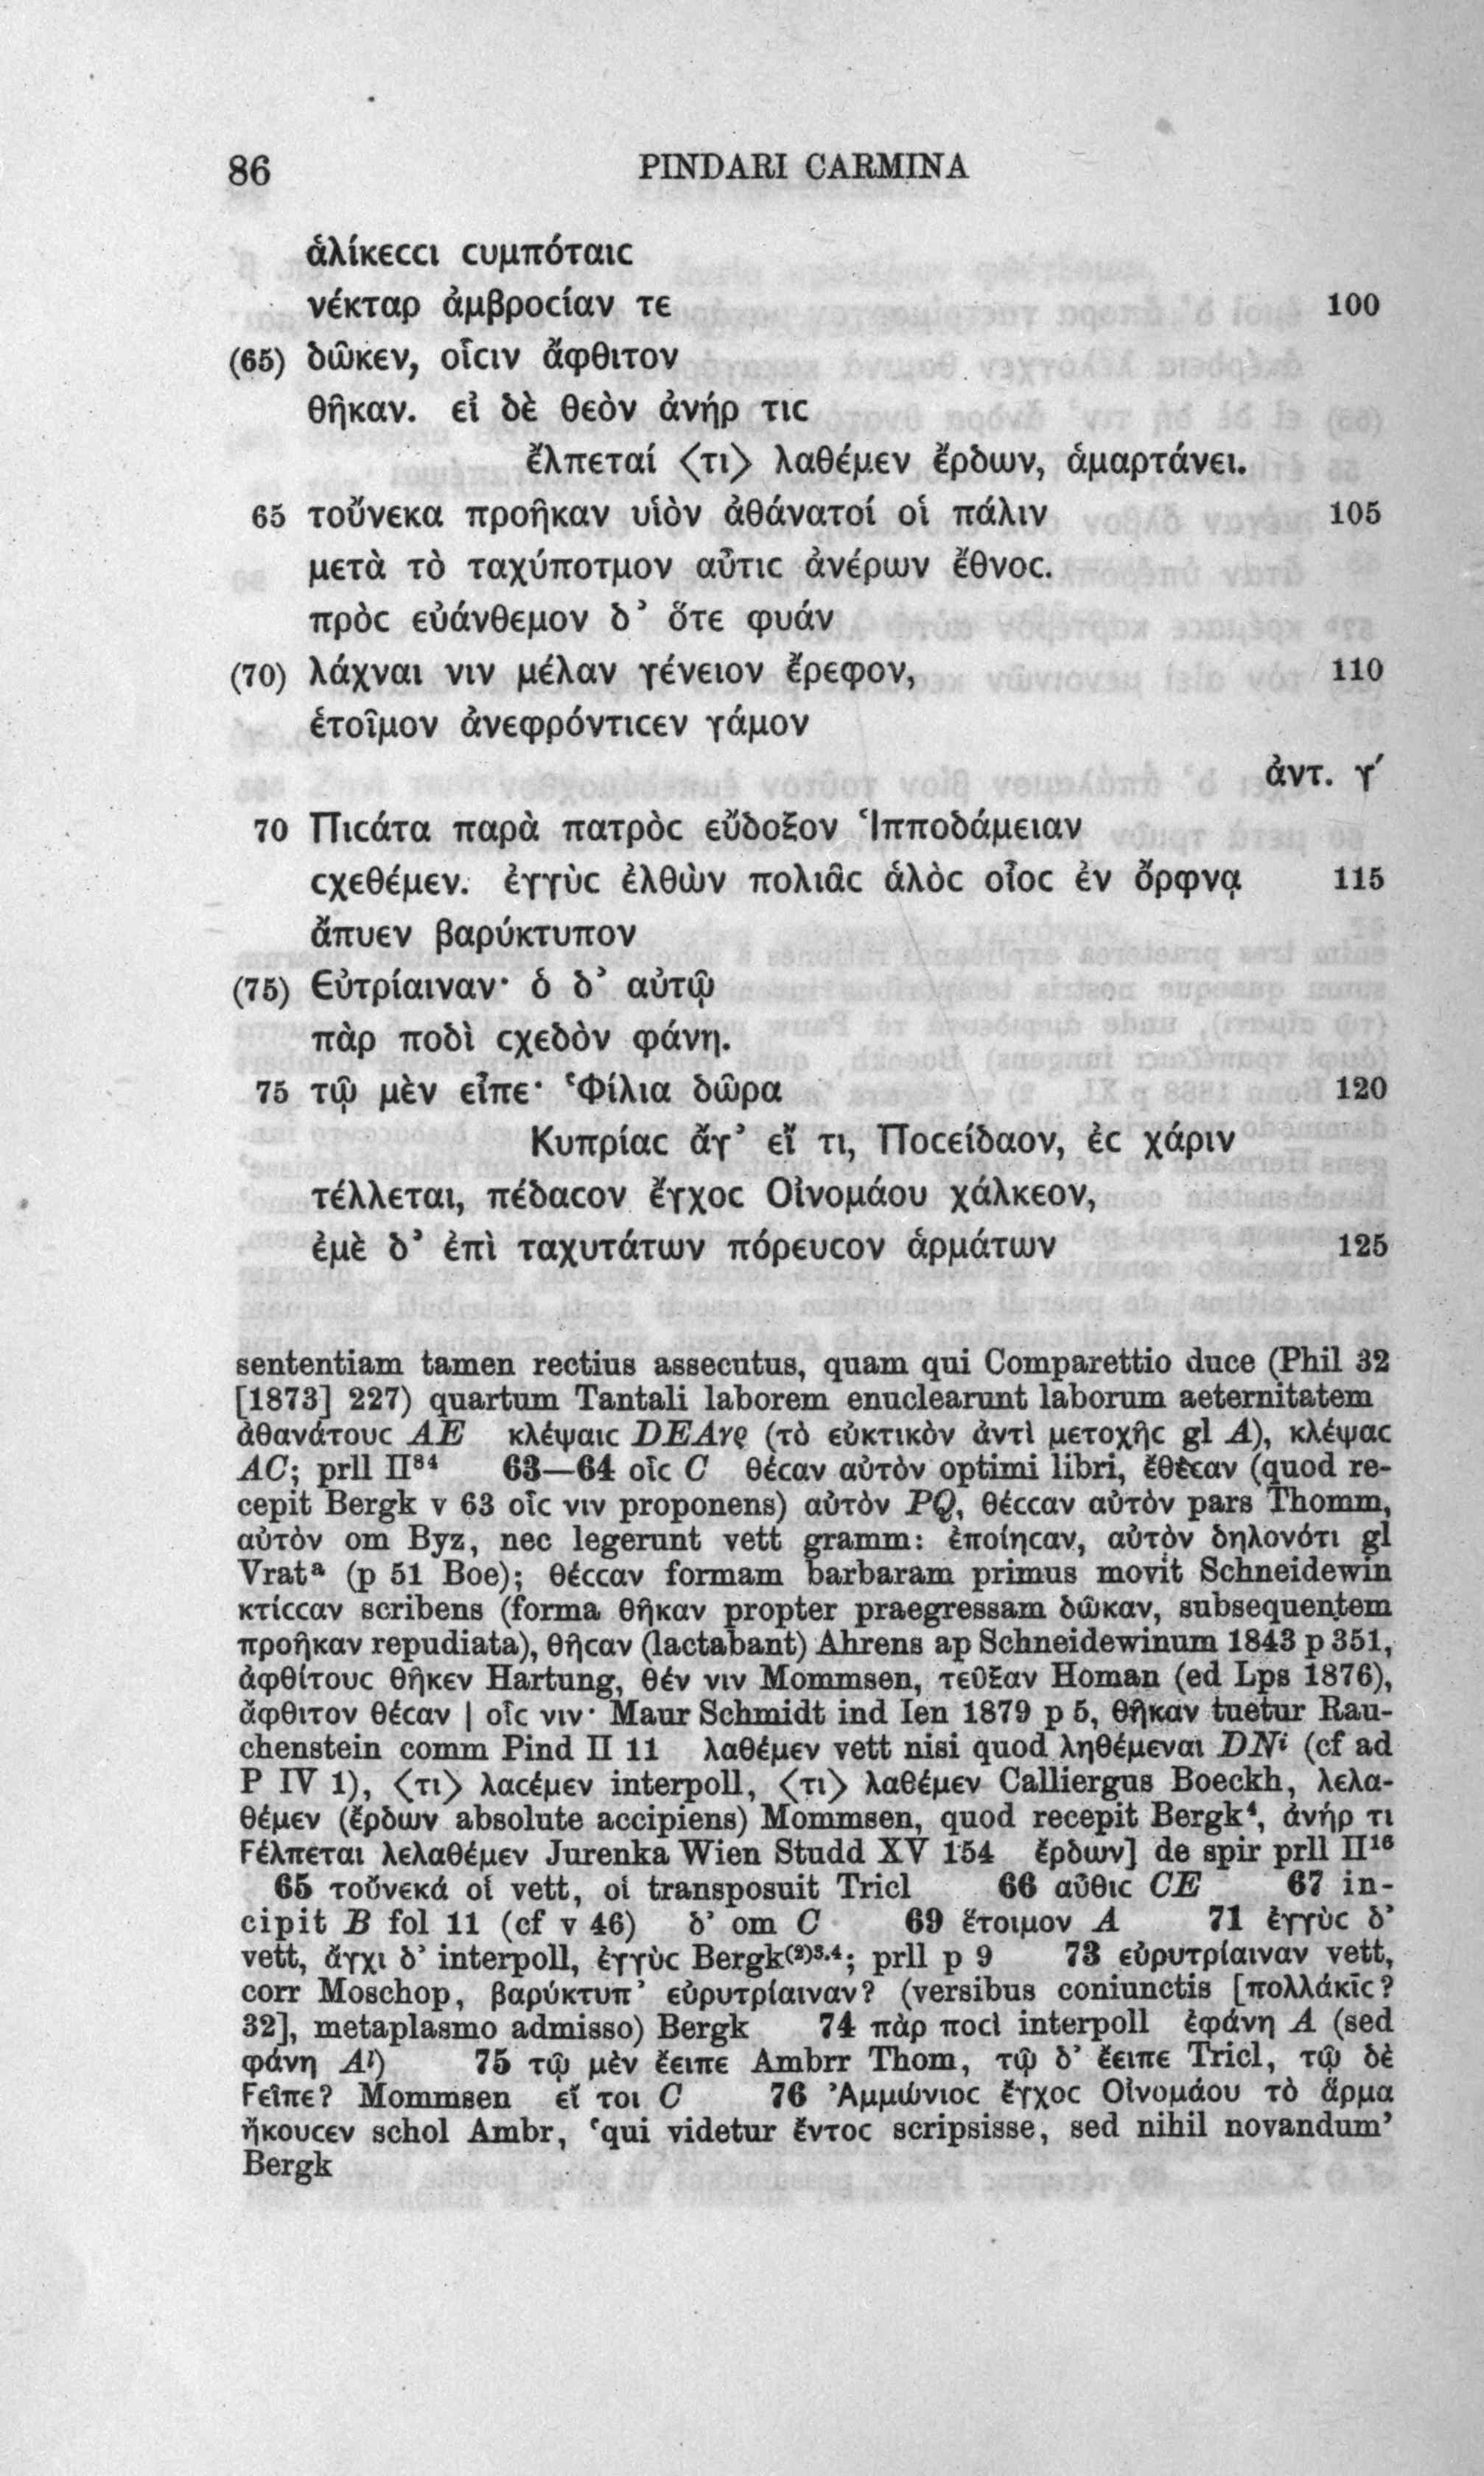 86 PINDARI CARMINA
ἁλίκεϲϲι ϲυμπόταιϲ
νέκταρ ἀμβροϲίαν τε 100
(65) δῶκεν, οἷϲιν ἄφθιτον
θῆκαν. εἰ δὲ θεὸν ἀνήρ τιϲ
ἔλπεταί 〈τι〉 λαθέμεν ἔρδων, ἁμαρτάνει.
65 τοὔνεκα προῆκαν υἱὸν ἀθάνατοί οἱ πάλιν 105
μετὰ τὸ ταχύποτμον αὖτιϲ ἀνέρων ἔθνοϲ.
πρὸϲ εὐάνθεμον δ’ ὅτε φυάν
(70) λάχναι νιν μέλαν γένειον ἔρεφον, 110
ἑτοῖμον ἀνεφρόντιϲεν γάμον
ἀντ. γ´
70 Πιϲάτα παρὰ πατρὸϲ εὔδοξον Ἱπποδάμειαν
ϲχεθέμεν. ἐγγὺϲ ἐλθὼν πολιᾶϲ ἁλὸϲ οἶοϲ ἐν ὄρφνᾳ 115
ἄπυεν βαρύκτυπον
(75) Εὐτρίαιναν· ὁ δ’ αὐτῷ
πὰρ ποδὶ ϲχεδὸν φάνη.
75 τῷ μὲν εἶπε· ‘Φίλια δῶρα 120
Κυπρίαϲ ἄγ’ εἴ τι, Ποϲείδαον, ἐϲ χάριν
τέλλεται, πέδαϲον ἔγχοϲ Οἰνομάου χάλκεον,
ἐμὲ δ’ ἐπὶ ταχυτάτων πόρευϲον ἁρμάτων 125
sententiam tamen rectius assecutus, quam qui Comparettio duce (Phil 32
[1873] 227) quartum Tantali laborem enuclearunt laborum aeternitatem
ἀθανάτουϲ AE κλέψαιϲ DEAγρ (τὸ εὐκτικὸν ἀντὶ μετοχῆϲ gl A), κλέψαϲ
AC; prll II⁸⁴ 63—64 οἷϲ C θέϲαν αὐτὸν optimi libri, ἔθεϲαν (quod re-
cepit Bergk v 63 οἷϲ νιν proponens) αὐτὸν PQ, θέϲϲαν αὐτὸν pars Thomm,
αὐτὸν om Byz, nec legerunt vett gramm: ἐποίηϲαν, αὐτὸν δηλονότι gl
Vratᵃ (p 51 Boe); θέϲϲαν formam barbaram primus movit Schneidewin
κτίϲϲαν scribens (forma θῆκαν propter praegressam δῶκαν, subsequentem
προῆκαν repudiata), θῆϲαν (lactabant) Ahrens ap Schneidewinum 1843 p 351,
ἀφθίτουϲ θῆκεν Hartung, θέν νιν Mommsen, τεῦξαν Homan (ed Lps 1876),
ἄφθιτον θέϲαν | οἷϲ νιν· Maur Schmidt ind Ien 1879 p 5, θῆκαν tuetur Rau-
chenstein comm Pind II 11 λαθέμεν vett nisi quod ληθέμεναι DNⁱ (cf ad
P IV 1), 〈τι〉 λαϲέμεν interpoll, 〈τι〉 λαθέμεν Calliergus Boeckh, λελα-
θέμεν (ἔρδων absolute accipiens) Mommsen, quod recepit Bergk⁴, ἀνήρ τι
Ϝέλπεται λελαθέμεν Jurenka Wien Studd XV 154 ἔρδων] de spir prll II¹⁶
65 τοὔνεκά οἱ vett, οἱ transposuit Tricl 66 αὖθιϲ CE 67 in-
cipit B fol 11 (cf v 46) δ’ om C 69 ἕτοιμον A 71 ἐγγὺϲ δ’
vett, ἄγχι δ’ interpoll, ἐγγὺϲ Bergk⁽²⁾³·⁴; prll p 9 73 εὐρυτρίαιναν vett,
corr Moschop, βαρύκτυπ’ εὐρυτρίαιναν? (versibus coniunctis [πολλάκῑϲ?
32], metaplasmo admisso) Bergk 74 πὰρ ποϲὶ interpoll ἐφάνη A (sed
φάνη Aˡ) 75 τῷ μὲν ἔειπε Ambrr Thom, τῷ δ’ ἔειπε Tricl, τῷ δὲ
Ϝεῖπε? Mommsen εἴ τοι C 76 Ἀμμώνιοϲ ἔγχοϲ Οἰνομάου τὸ ἅρμα
ἤκουϲεν schol Ambr, ‘qui videtur ἔντοϲ scripsisse, sed nihil novandum’
Bergk